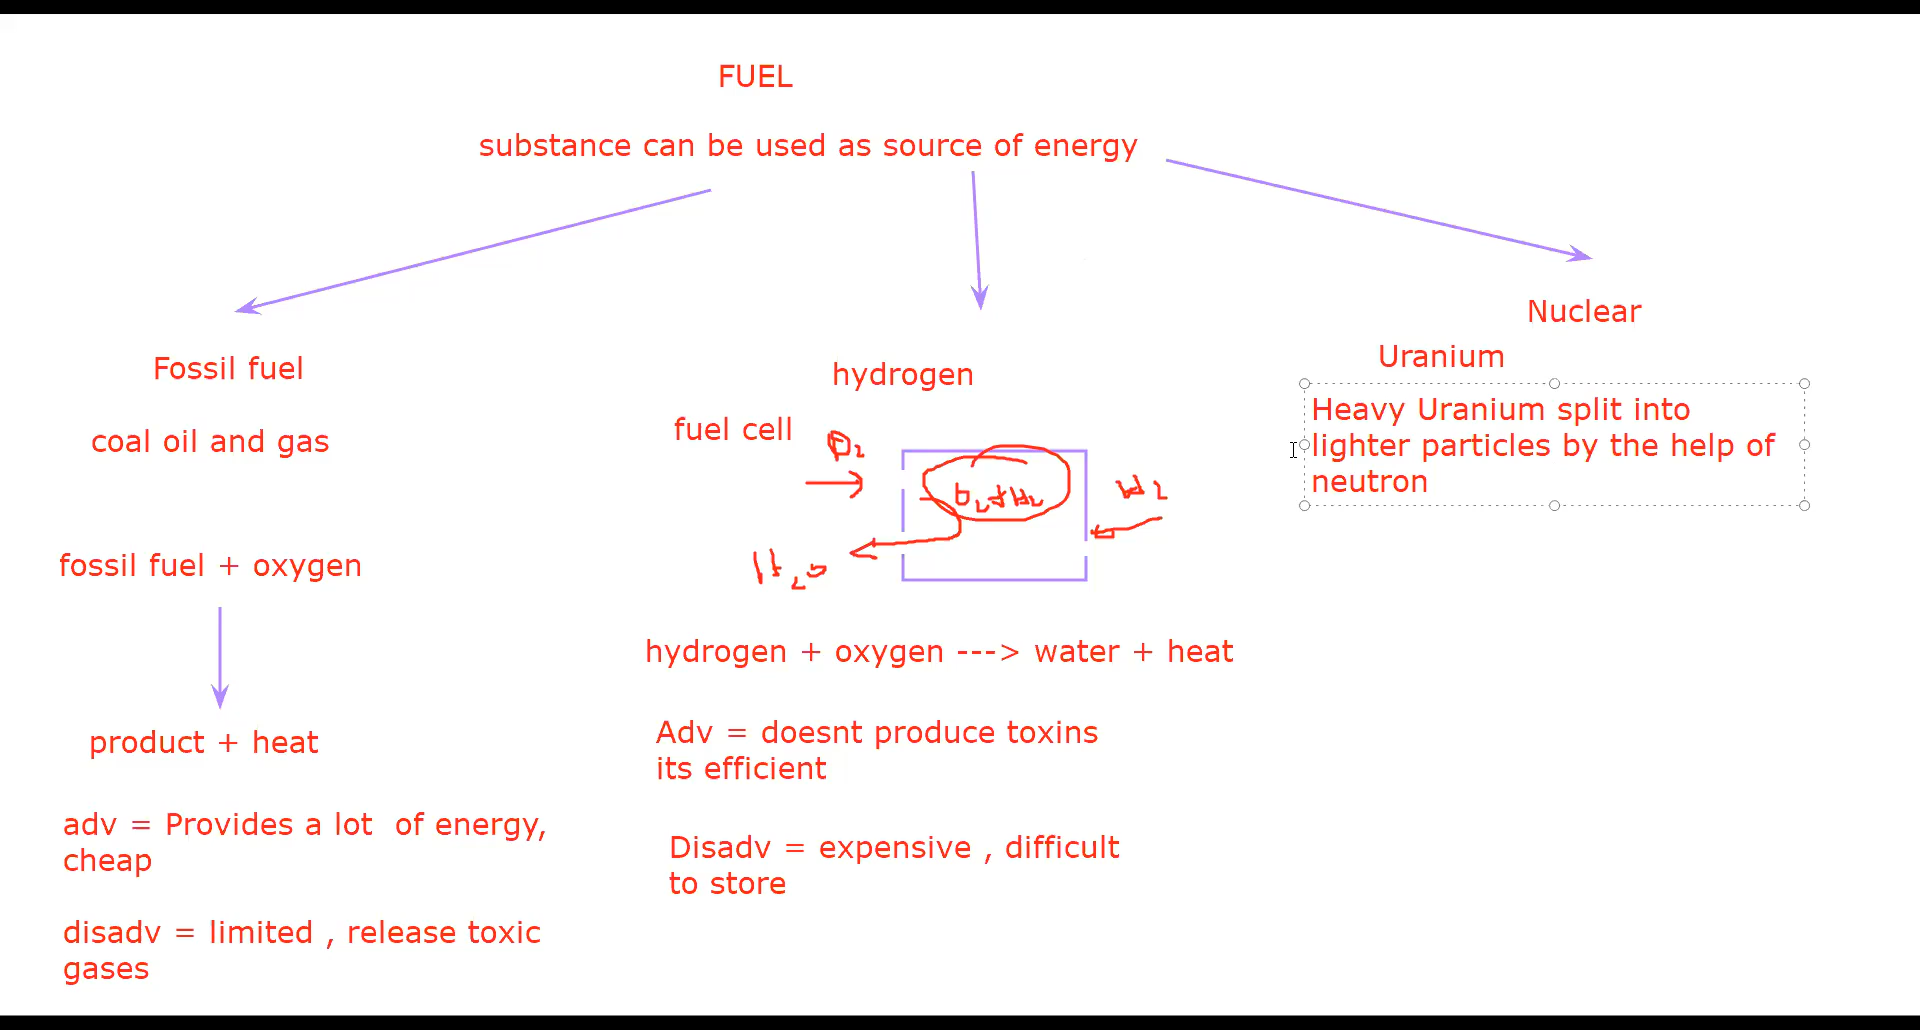 FUEL
substance can be used as source of energy
Fossil fuel
coal oil and gas
fossil fuel + oxygen
product + heat
adv = Provides a lot of energy,
cheap
disadv = limited , release toxic
gases
hydrogen
fuel cell
O2
O2+H2
H2
H2O
hydrogen + oxygen ---> water + heat
Adv = doesnt produce toxins
its efficient
Disadv = expensive , difficult
to store
Nuclear
Uranium
Heavy Uranium split into
lighter particles by the help of
neutron